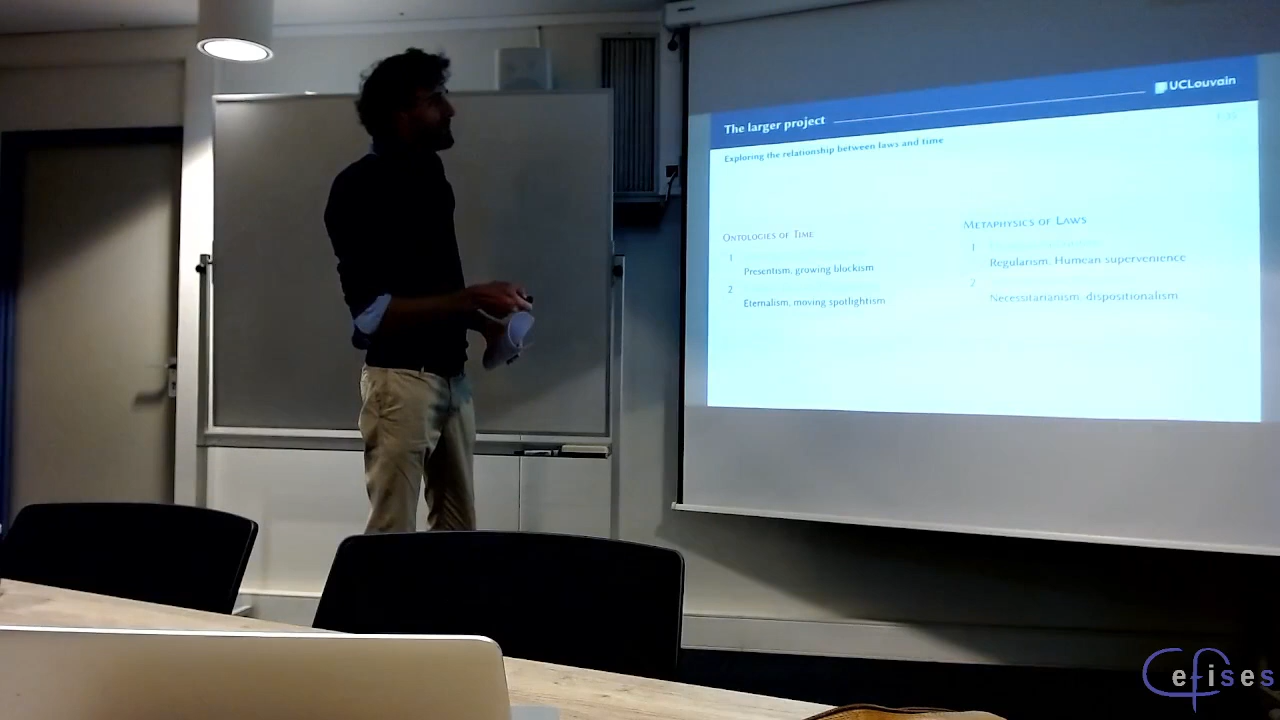 UCLouvain
The larger project
Exploring the relationship between laws and time
Ontologies of Time
1
Presentism, growing blockism
2
Eternalism, moving spotlightism
Metaphysics of Laws
1
Regularism, Humean supervenience
2
Necessitarianism, dispositionalism
Cefises